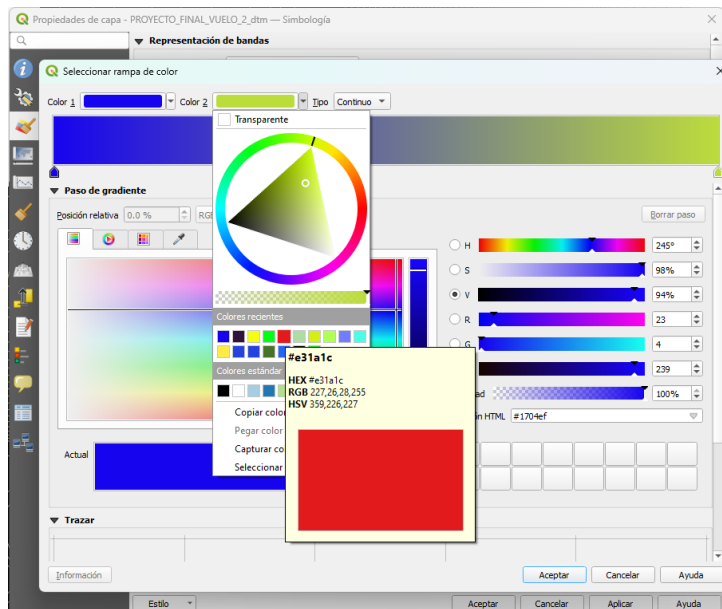 Propiedades de capa - PROYECTO_FINAL_VUELO_2_dtm — Simbología
Representación de bandas
Seleccionar rampa de color
Color 1
Color 2
Tipo
Continuo
Transparente
Paso de gradiente
Posición relativa
0.0 %
Borrar paso
H
245°
S
98%
V
94%
R
23
G
4
239
100%
#1704ef
Colores recientes
Colores estándar
Copiar color
Pegar color
Capturar co
Seleccionar
#e31a1c
HEX #e31a1c
RGB 227,26,28,255
HSV 359,226,227
Actual
Trazar
Información
Aceptar
Cancelar
Ayuda
Estilo
Aceptar
Cancelar
Aplicar
Ayuda